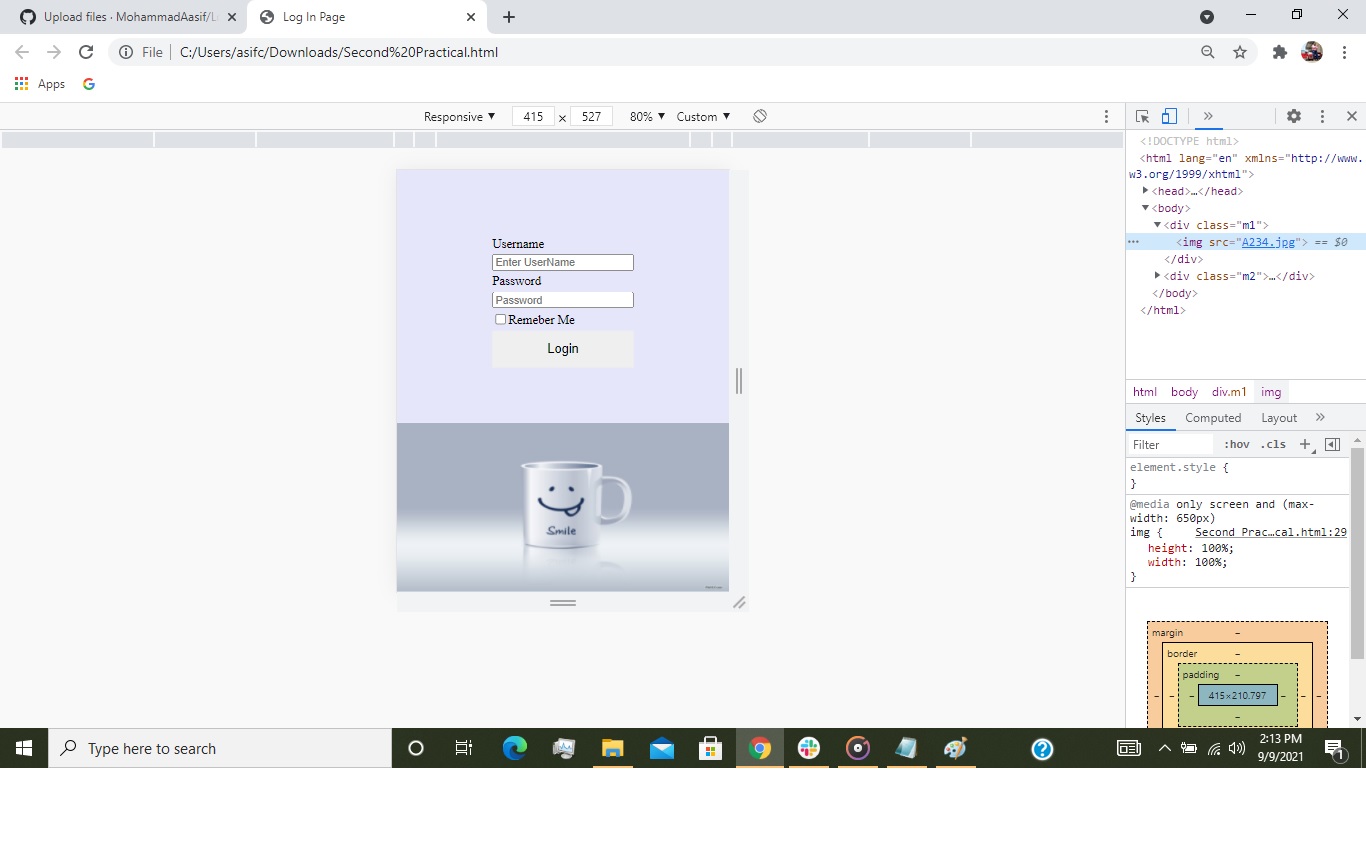 Upload files · MohammadAasif/L
Log In Page
File
C:/Users/asifc/Downloads/Second%20Practical.html
Apps
Responsive ▼ 415 x 527 80% ▼ Custom ▼
Username
Enter UserName
Password
Password
Remeber Me
Login
Smile
<!DOCTYPE html>
<html lang="en" xmlns="http://www.
w3.org/1999/xhtml">
<head>…</head>
<body>
<div class="m1">
<img src="A234.jpg"> == $0
</div>
<div class="m2">…</div>
</body>
</html>
html body div.m1 img
Styles Computed Layout »
Filter :hov .cls +
element.style {
}
@media only screen and (max-
width: 650px)
img { Second Prac…cal.html:29
height: 100%;
width: 100%;
}
margin –
border –
padding –
– – – 415×210.797 – – –
–
Type here to search
2:13 PM
9/9/2021
1